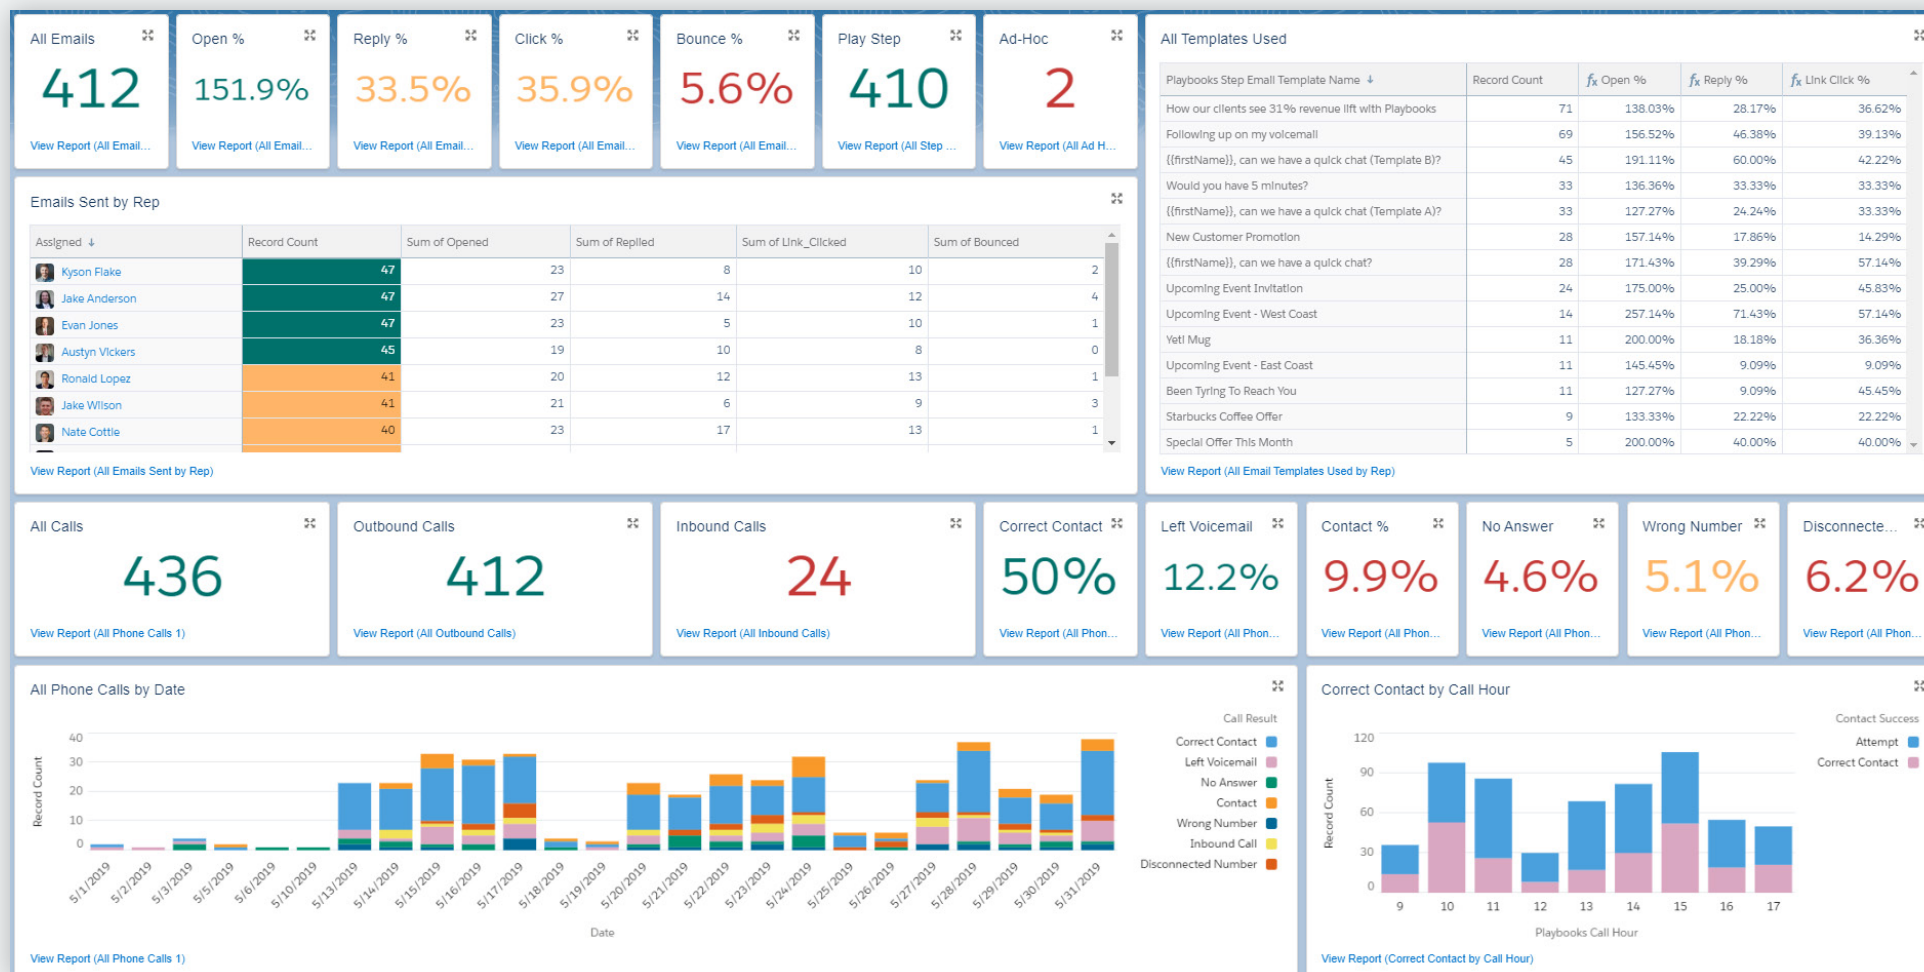 All Emails
412
View Report (All Email...
Open %
151.9%
View Report (All Email...
Reply %
33.5%
View Report (All Email...
Click %
35.9%
View Report (All Email...
Bounce %
5.6%
View Report (All Email...
Play Step
410
View Report (All Step ...
Ad-Hoc
2
View Report (All Ad H...
All Templates Used
Playbooks Step Email Template Name ↓ Record Count fx Open % fx Reply % fx Link Click %
How our clients see 31% revenue lift with Playbooks 71 138.03% 28.17% 36.62%
Following up on my voicemail 69 156.52% 46.38% 39.13%
{{firstName}}, can we have a quick chat (Template B)? 45 191.11% 60.00% 42.22%
Would you have 5 minutes? 33 136.36% 33.33% 33.33%
{{firstName}}, can we have a quick chat (Template A)? 33 127.27% 24.24% 33.33%
New Customer Promotion 28 157.14% 17.86% 14.29%
{{firstName}}, can we have a quick chat? 28 171.43% 39.29% 57.14%
Upcoming Event Invitation 24 175.00% 25.00% 45.83%
Upcoming Event - West Coast 14 257.14% 71.43% 57.14%
Yeti Mug 11 200.00% 18.18% 36.36%
Upcoming Event - East Coast 11 145.45% 9.09% 9.09%
Been Trying To Reach You 11 127.27% 9.09% 45.45%
Starbucks Coffee Offer 9 133.33% 22.22% 22.22%
Special Offer This Month 5 200.00% 40.00% 40.00%
View Report (All Email Templates Used by Rep)
Emails Sent by Rep
Assigned ↓ Record Count Sum of Opened Sum of Replied Sum of Link_Clicked Sum of Bounced
Kyson Flake 47 23 8 10 2
Jake Anderson 47 27 14 12 4
Evan Jones 47 23 5 10 1
Austyn Vickers 45 19 10 8 0
Ronald Lopez 41 20 12 13 1
Jake Wilson 41 21 6 9 3
Nate Cottle 40 23 17 13 1
View Report (All Emails Sent by Rep)
All Calls
436
View Report (All Phone Calls 1)
Outbound Calls
412
View Report (All Outbound Calls)
Inbound Calls
24
View Report (All Inbound Calls)
Correct Contact
50%
View Report (All Phon...
Left Voicemail
12.2%
View Report (All Phon...
Contact %
9.9%
View Report (All Phon...
No Answer
4.6%
View Report (All Phon...
Wrong Number
5.1%
View Report (All Phon...
Disconnecte...
6.2%
View Report (All Phon...
All Phone Calls by Date
Record Count
40
30
20
10
0
5/1/2019 5/2/2019 5/3/2019 5/5/2019 5/6/2019 5/10/2019 5/13/2019 5/14/2019 5/15/2019 5/16/2019 5/17/2019 5/18/2019 5/19/2019 5/20/2019 5/21/2019 5/22/2019 5/23/2019 5/24/2019 5/25/2019 5/26/2019 5/27/2019 5/28/2019 5/29/2019 5/30/2019 5/31/2019
Date
Call Result
Correct Contact
Left Voicemail
No Answer
Contact
Wrong Number
Inbound Call
Disconnected Number
View Report (All Phone Calls 1)
Correct Contact by Call Hour
Record Count
120
90
60
30
0
9 10 11 12 13 14 15 16 17
Playbooks Call Hour
Contact Success
Attempt
Correct Contact
View Report (Correct Contact by Call Hour)